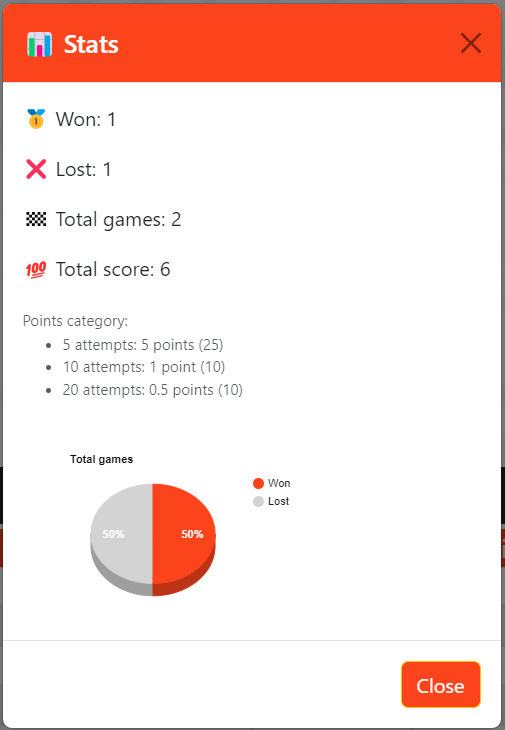 Stats
Won: 1
Lost: 1
Total games: 2
100 Total score: 6
Points category:
• 5 attempts: 5 points (25)
• 10 attempts: 1 point (10)
• 20 attempts: 0.5 points (10)
Total games
Won
Lost
50% 50%
Close